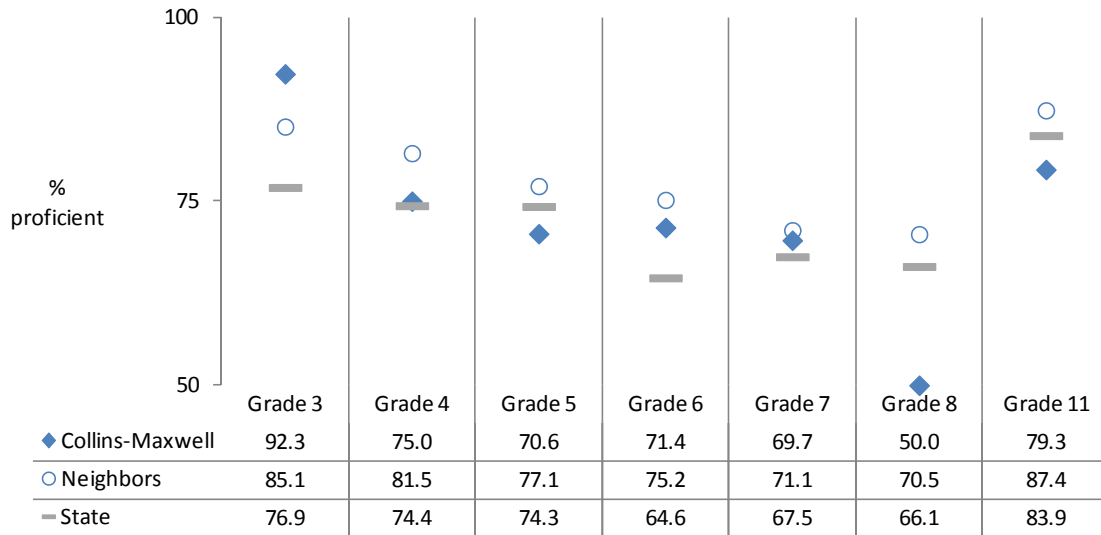 100
75
50
%
proficient
Grade 3 Grade 4 Grade 5 Grade 6 Grade 7 Grade 8 Grade 11
Collins-Maxwell 92.3 75.0 70.6 71.4 69.7 50.0 79.3
Neighbors 85.1 81.5 77.1 75.2 71.1 70.5 87.4
State 76.9 74.4 74.3 64.6 67.5 66.1 83.9